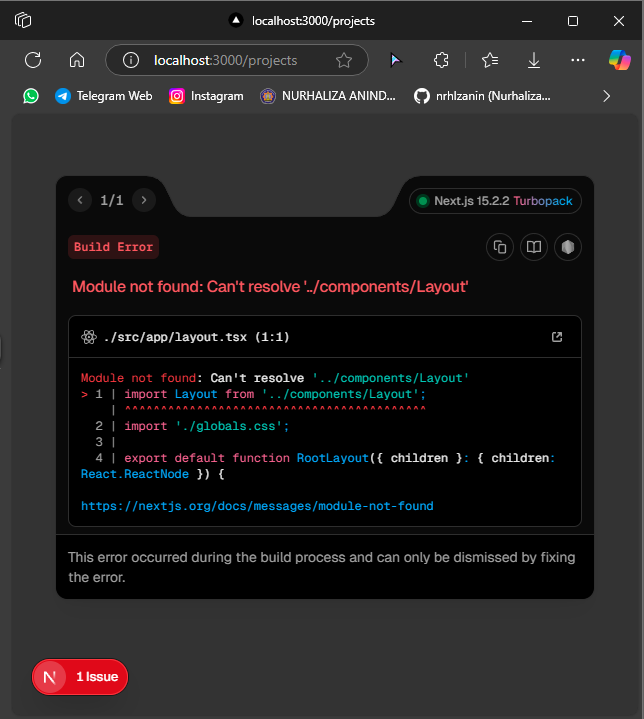 localhost:3000/projects
localhost:3000/projects
Telegram Web
Instagram
NURHALIZA ANIND...
nrhlzanin (Nurhaliza...
1/1
Next.js 15.2.2 Turbopack
Build Error
Module not found: Can't resolve '../components/Layout'
./src/app/layout.tsx (1:1)
Module not found: Can't resolve '../components/Layout'
> 1 | import Layout from '../components/Layout';
| ^^^^^^^^^^^^^^^^^^^^^^^^^^^^^^^^^^^^^^^^^
2 | import './globals.css';
3 |
4 | export default function RootLayout({ children }: { children:
React.ReactNode }) {
https://nextjs.org/docs/messages/module-not-found
This error occurred during the build process and can only be dismissed by fixing
the error.
N 1 Issue